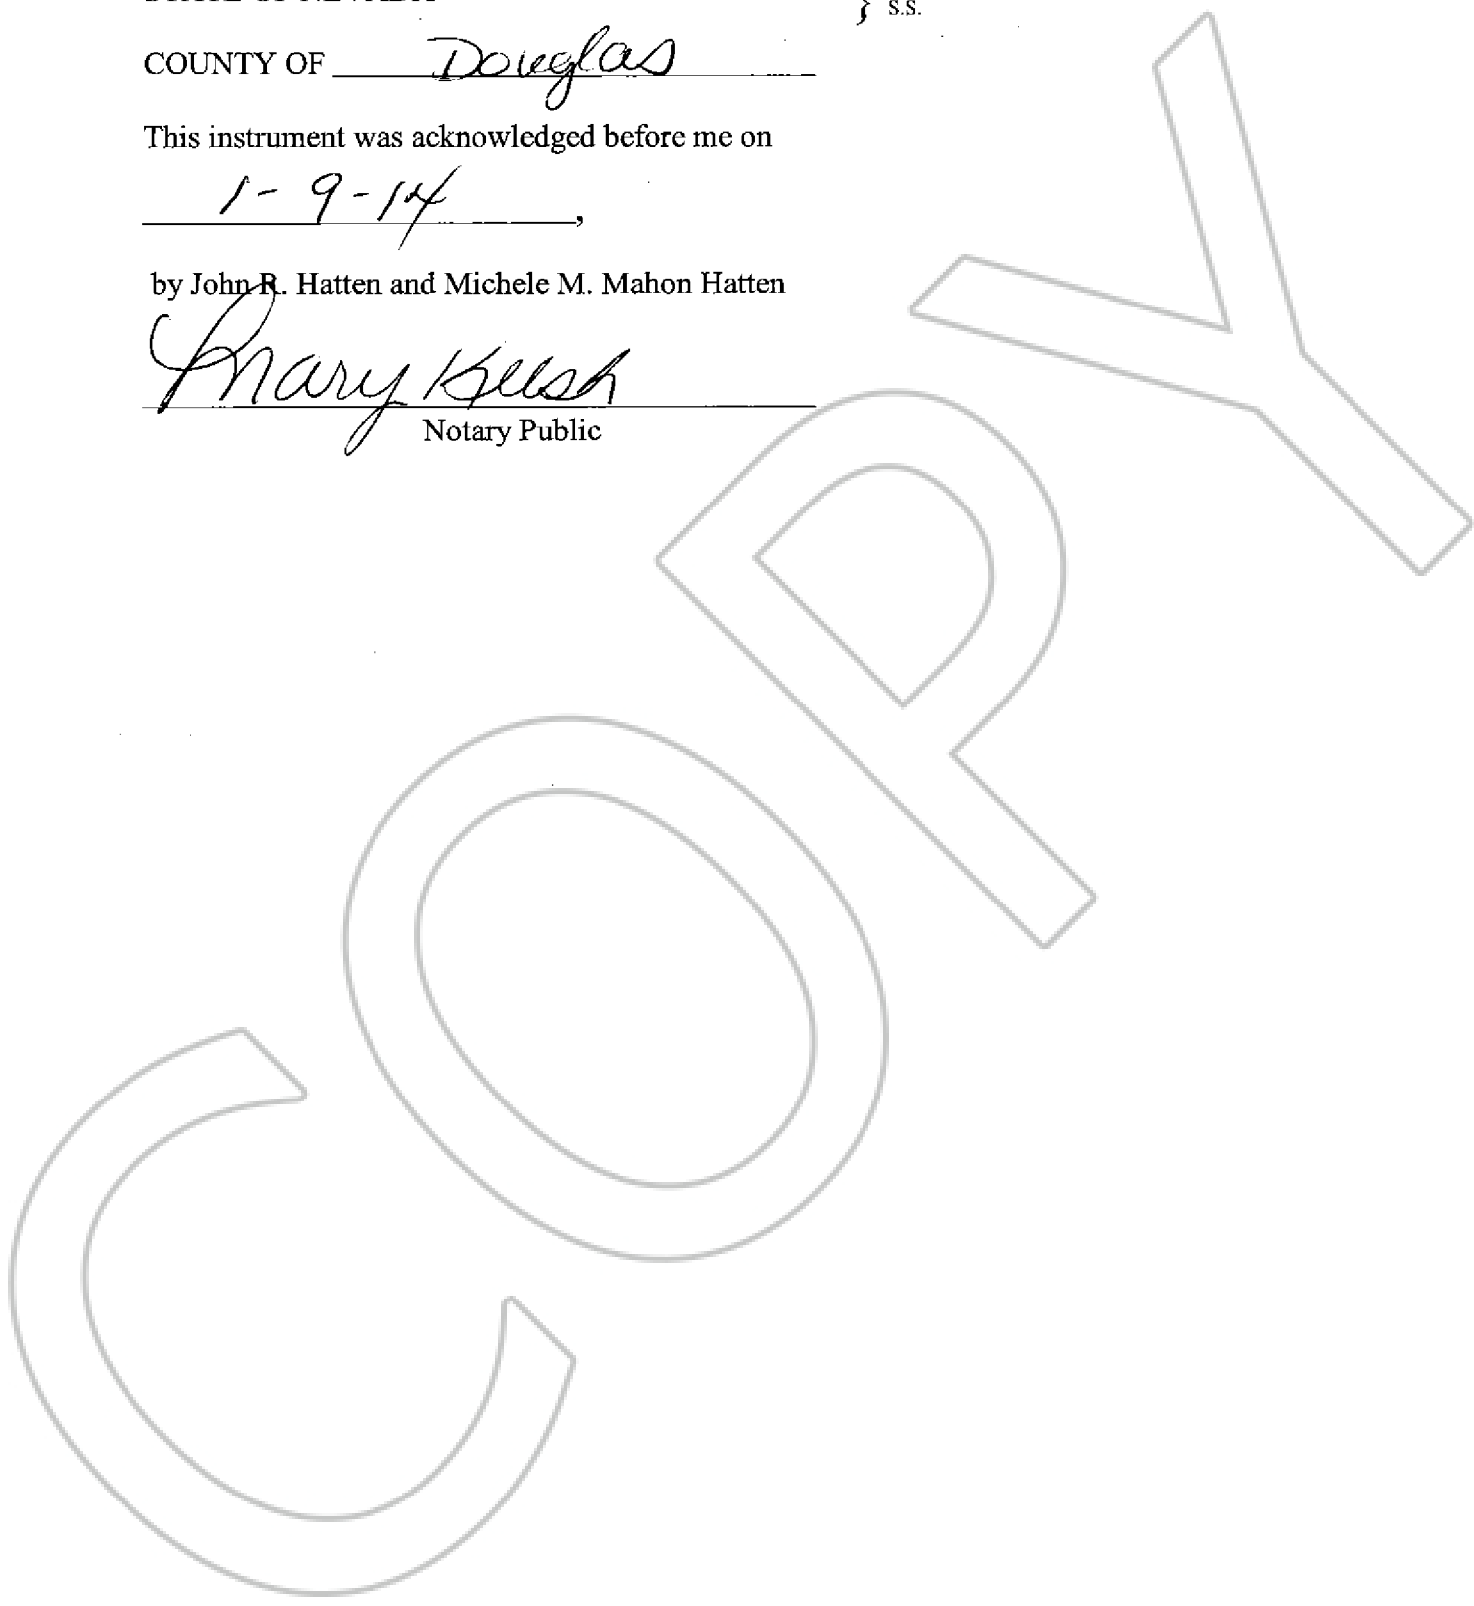 } s.s.
COUNTY OF Douglas
This instrument was acknowledged before me on
1-9-14,
by John R. Hatten and Michele M. Mahon Hatten
Mary Kelsh
Notary Public
COPY